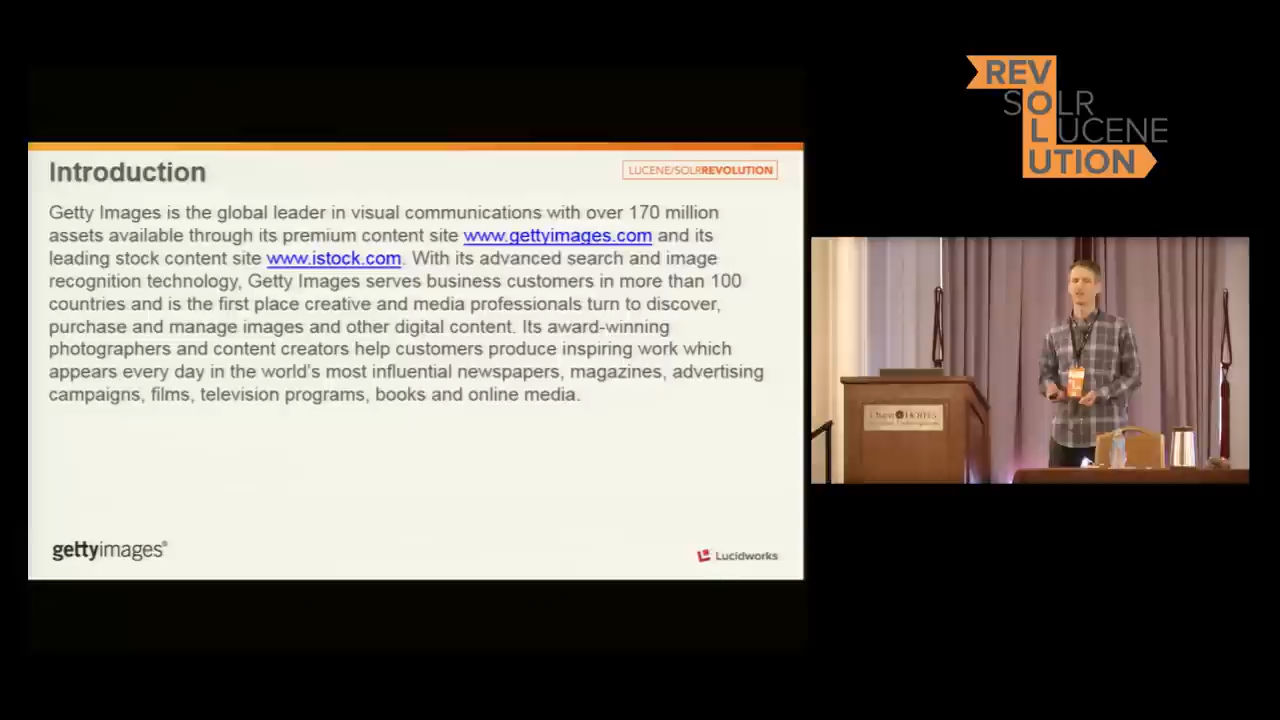 REV
SOLR
O
LUCENE
UTION
Introduction
LUCENE/SOLRREVOLUTION
Getty Images is the global leader in visual communications with over 170 million
assets available through its premium content site www.gettyimages.com and its
leading stock content site www.istock.com. With its advanced search and image
recognition technology, Getty Images serves business customers in more than 100
countries and is the first place creative and media professionals turn to discover,
purchase and manage images and other digital content. Its award-winning
photographers and content creators help customers produce inspiring work which
appears every day in the world's most influential newspapers, magazines, advertising
campaigns, films, television programs, books and online media.
gettyimages®
Lucidworks